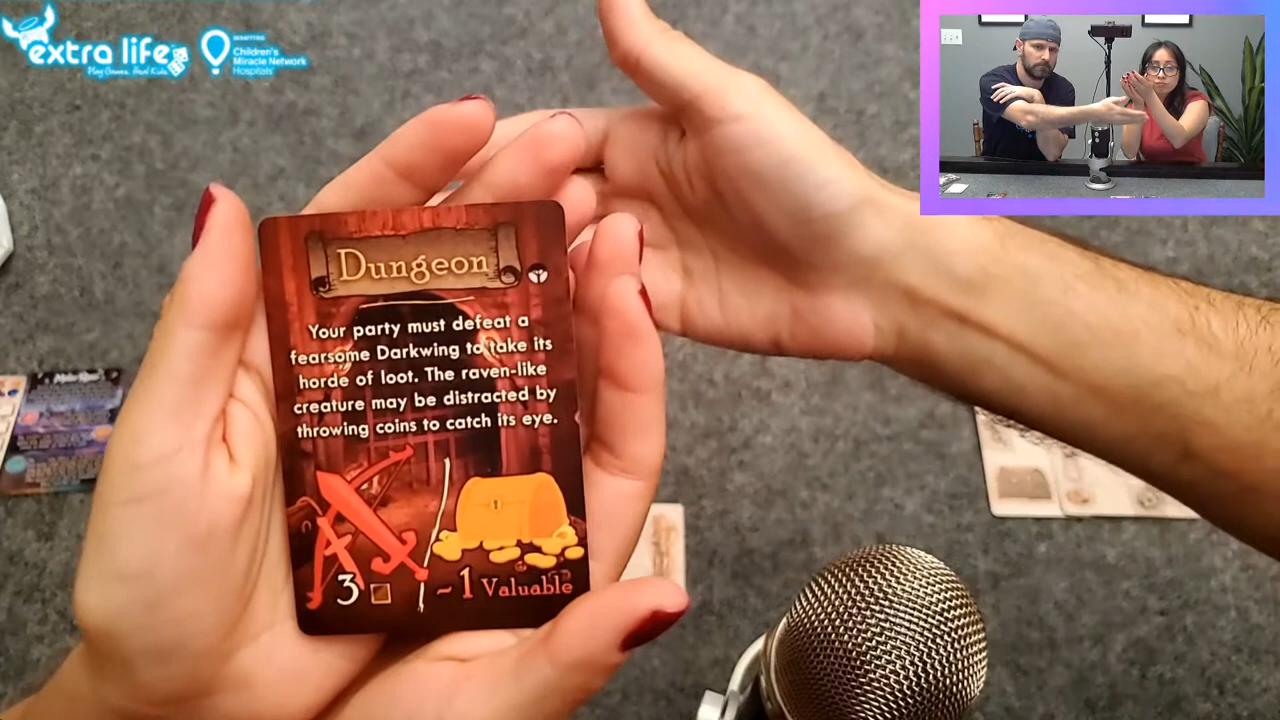 extra life
Play Games. Heal Kids.
BENEFITING
Children's
Miracle Network
Hospitals
Dungeon
Your party must defeat a
fearsome Darkwing to take its
horde of loot. The raven-like
creature may be distracted by
throwing coins to catch its eye.
3
~1 Valuable